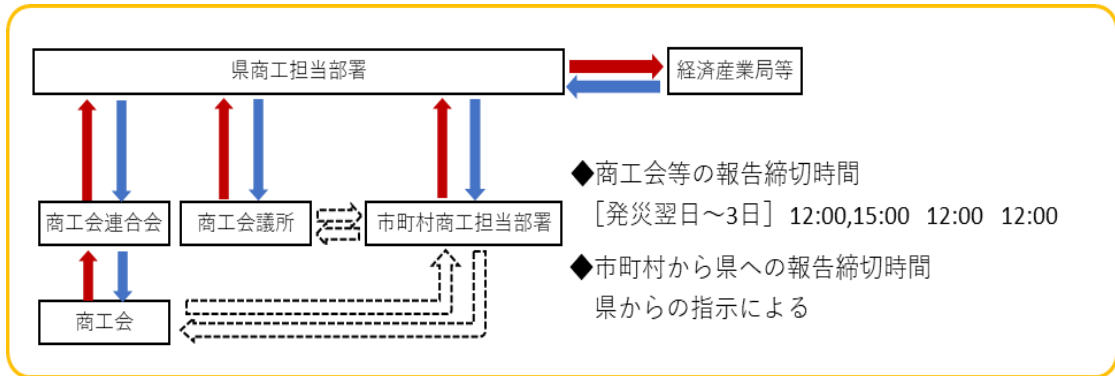 県商工担当部署
経済産業局等
商工会連合会
商工会議所
市町村商工担当部署
商工会
◆商工会等の報告締切時間
［発災翌日～3日］ 12:00,15:00 12:00 12:00
◆市町村から県への報告締切時間
県からの指示による